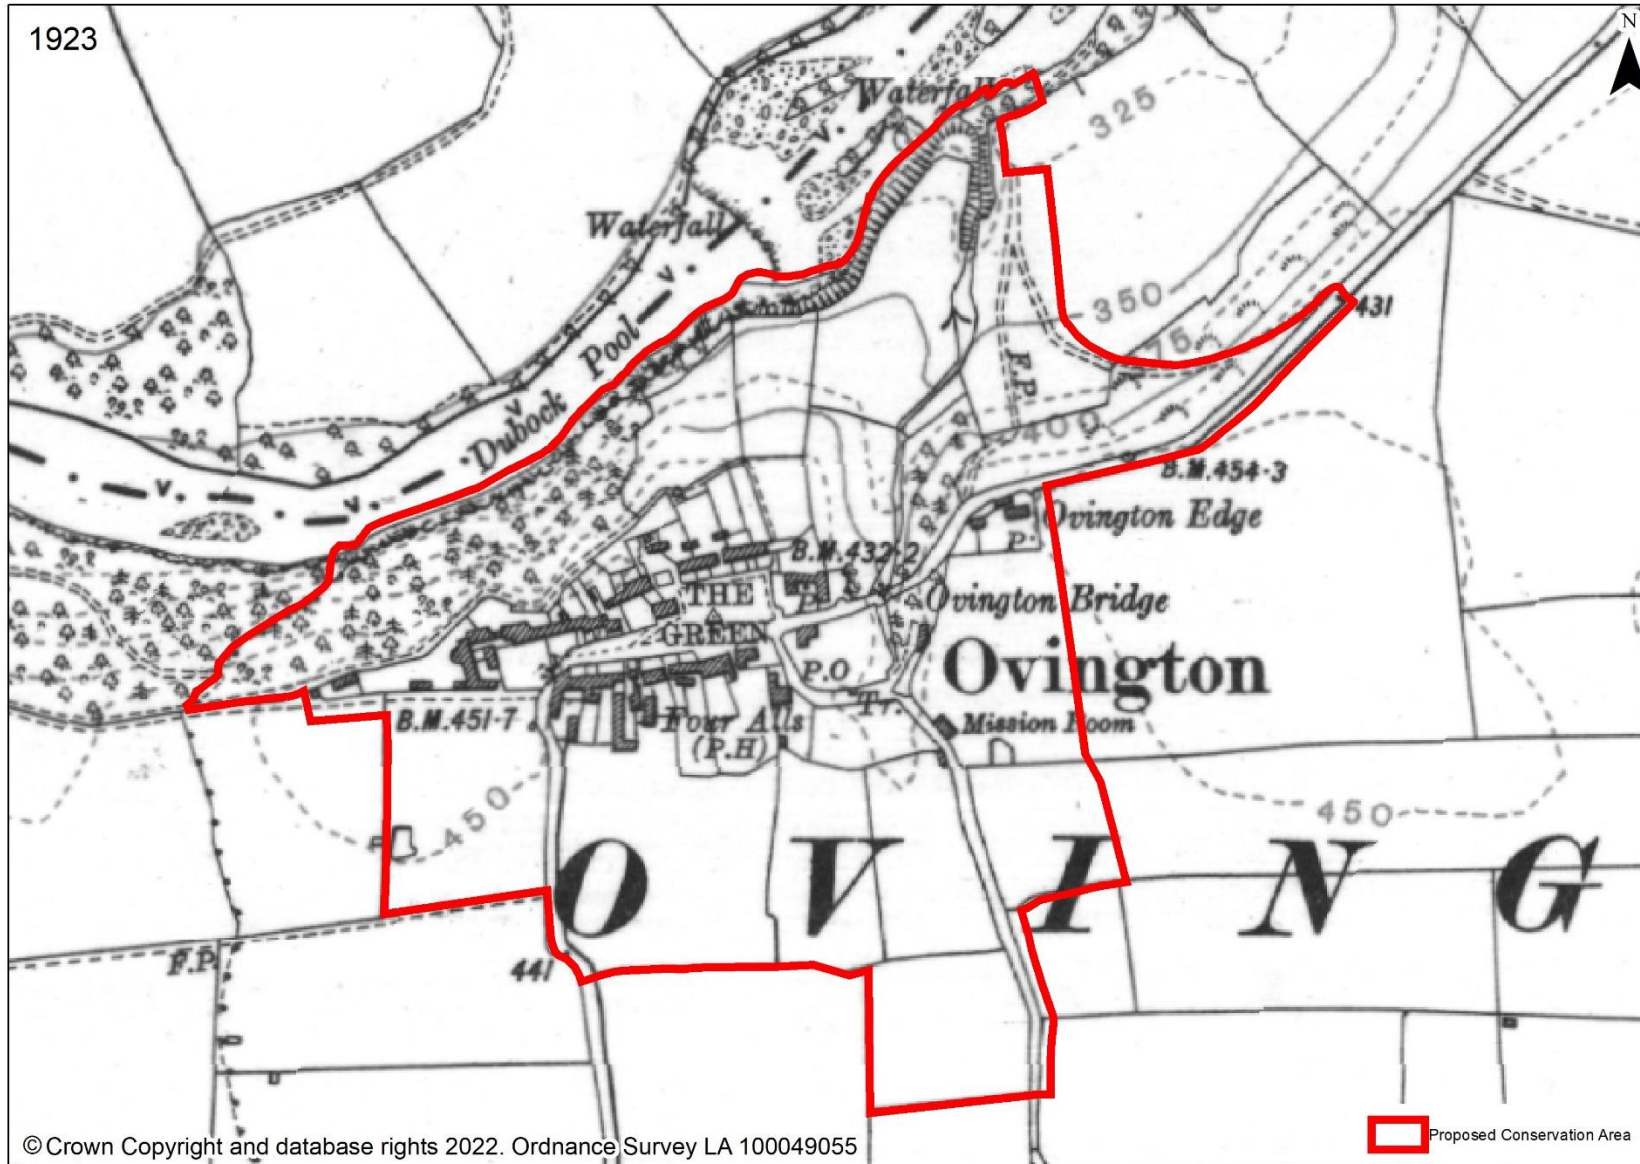 1923
N
Waterfall
325
Waterfall
350
431
75
Pool
F.P.
Dubock
400
B.M.454·3
Ovington Edge
P
B.M.432·2
THE
P
Ovington Bridge
GREEN
Ovington
P.O
Tr.
B.M.451·7
Four Alls
Mission Room
(P.H)
450
450
O V I N G
F.P.
441
© Crown Copyright and database rights 2022. Ordnance Survey LA 100049055
Proposed Conservation Area